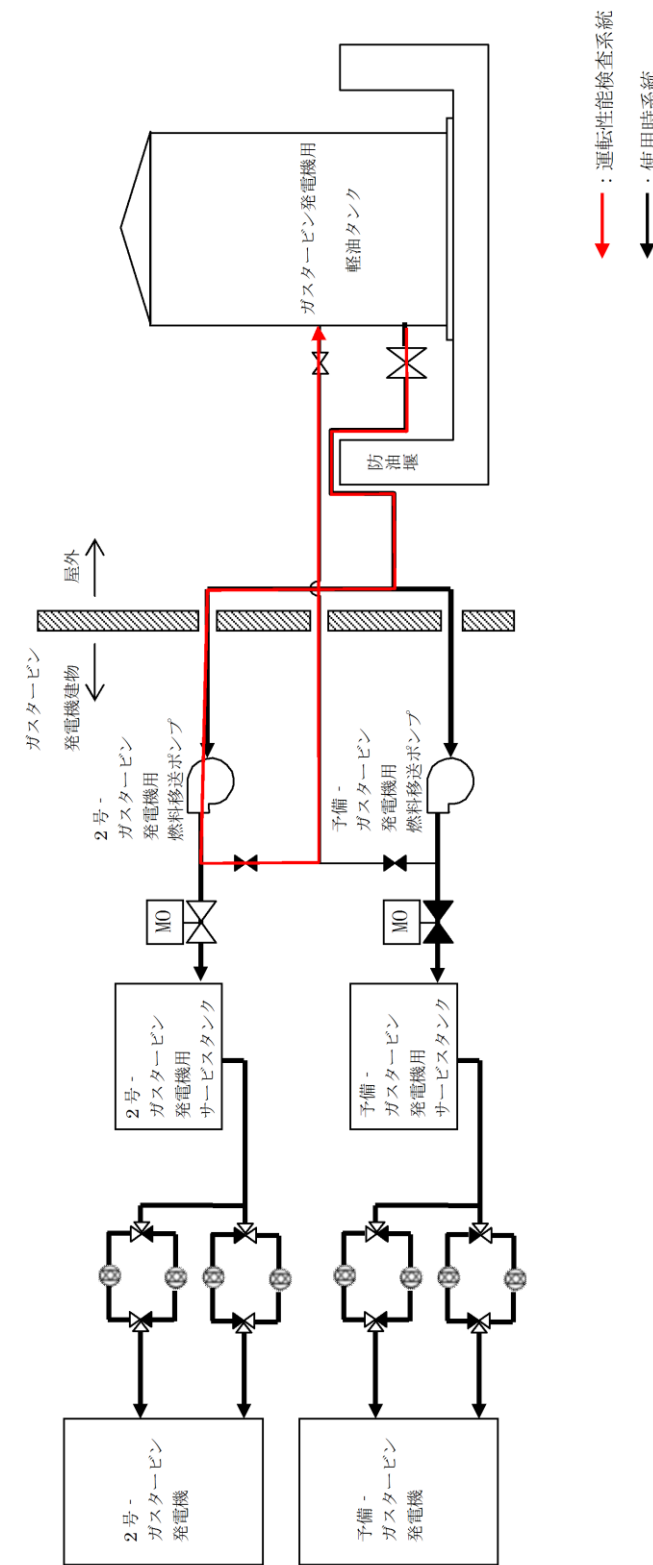 ：運転性能検査系統
：使用時系統
ガスタービン発電機用
軽油タンク
防
油
堰
屋外
ガスタービン
発電機建物
2号-
ガスタービン
発電機用
燃料移送ポンプ
予備-
ガスタービン
発電機用
燃料移送ポンプ
MO
MO
2号-
ガスタービン
発電機用
サービスタンク
予備-
ガスタービン
発電機用
サービスタンク
2号-
ガスタービン
発電機
予備-
ガスタービン
発電機